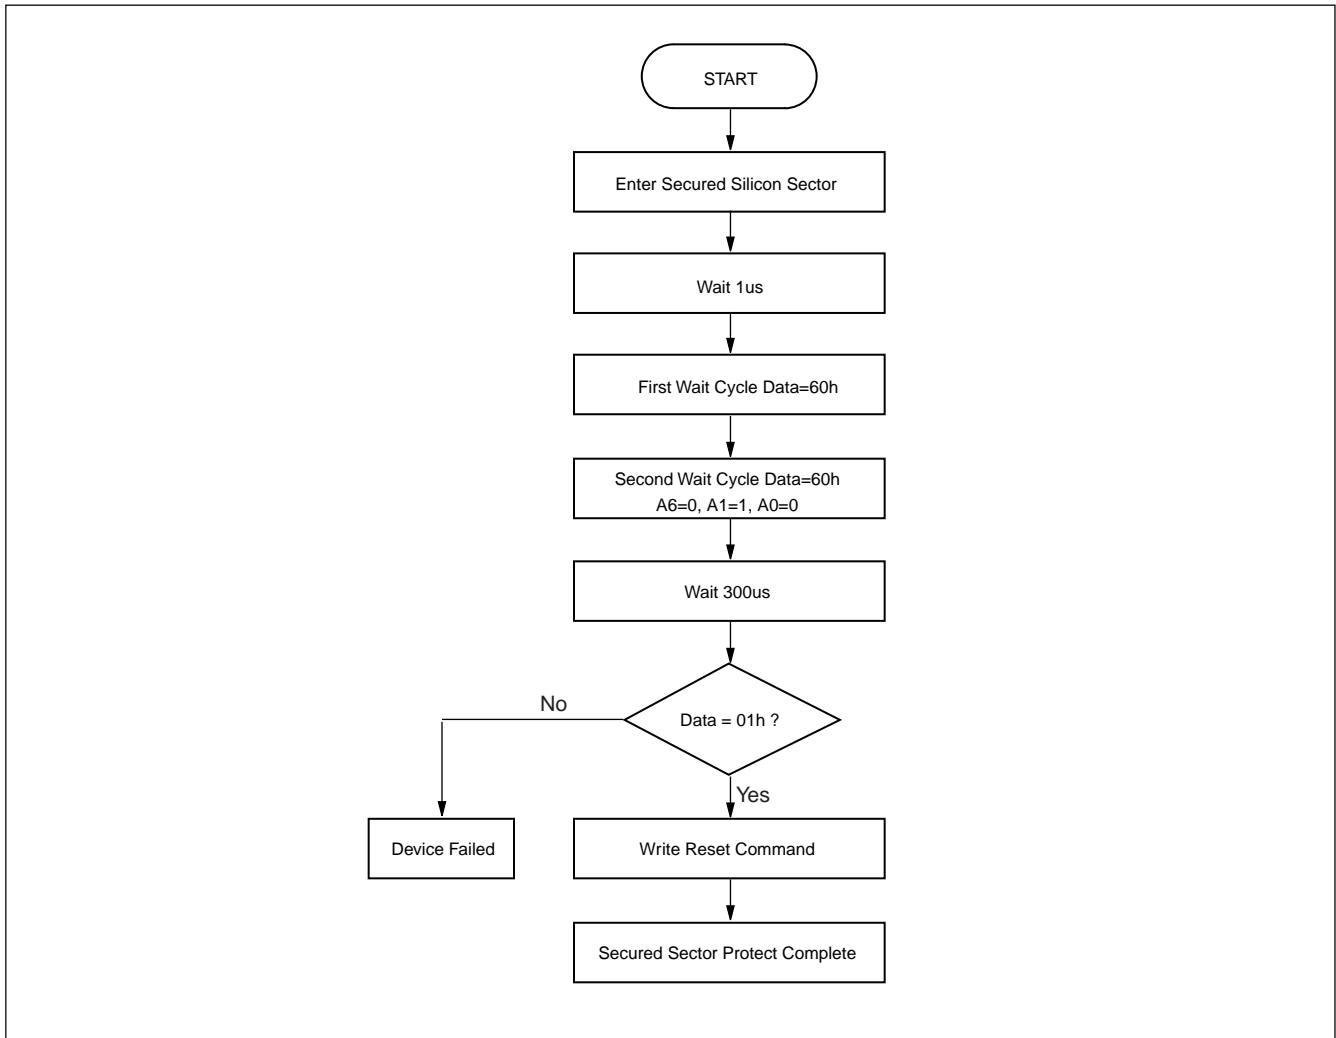 START
Enter Secured Silicon Sector
Wait 1us
First Wait Cycle Data=60h
Second Wait Cycle Data=60h
A6=0, A1=1, A0=0
Wait 300us
No
Data = 01h ?
Yes
Device Failed
Write Reset Command
Secured Sector Protect Complete